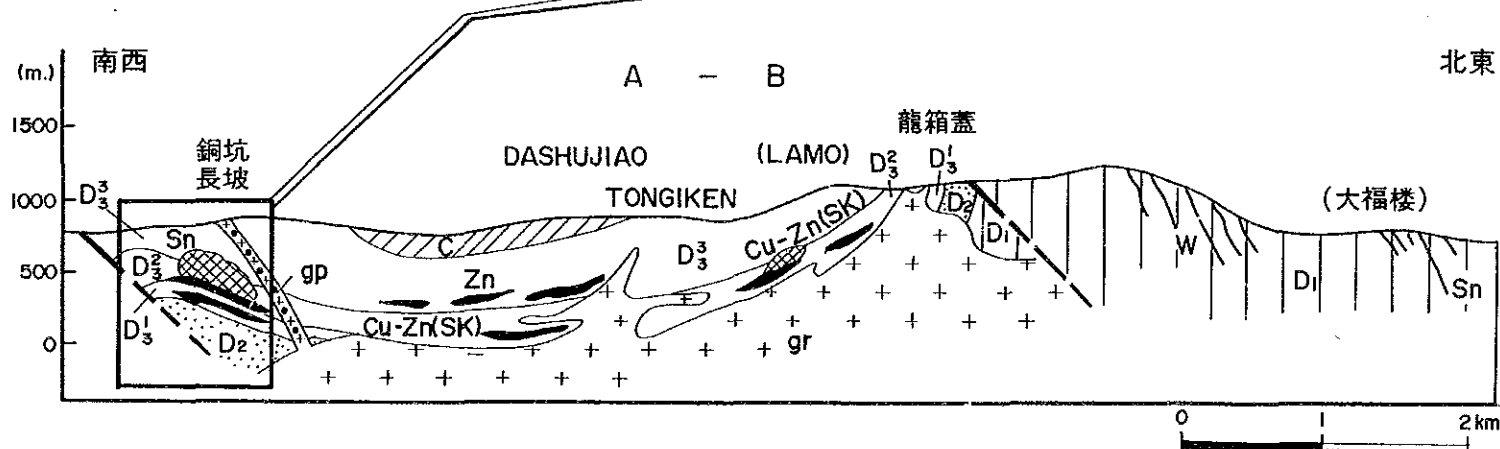 (m.)
南西
A - B
北東
1500
1000
500
0
銅坑
長坡
DASHUJIAO
(LAMO)
龍箱蓋
TONGIKEN
(大福楼)
D₃³
D₃²
D₃¹
D₂
Sn
gp
C
Zn
Cu-Zn(SK)
D₃³
Cu-Zn(SK)
D₃²
D₃¹
D₂
D₁
gr
W
D₁
Sn
0 1 2 km